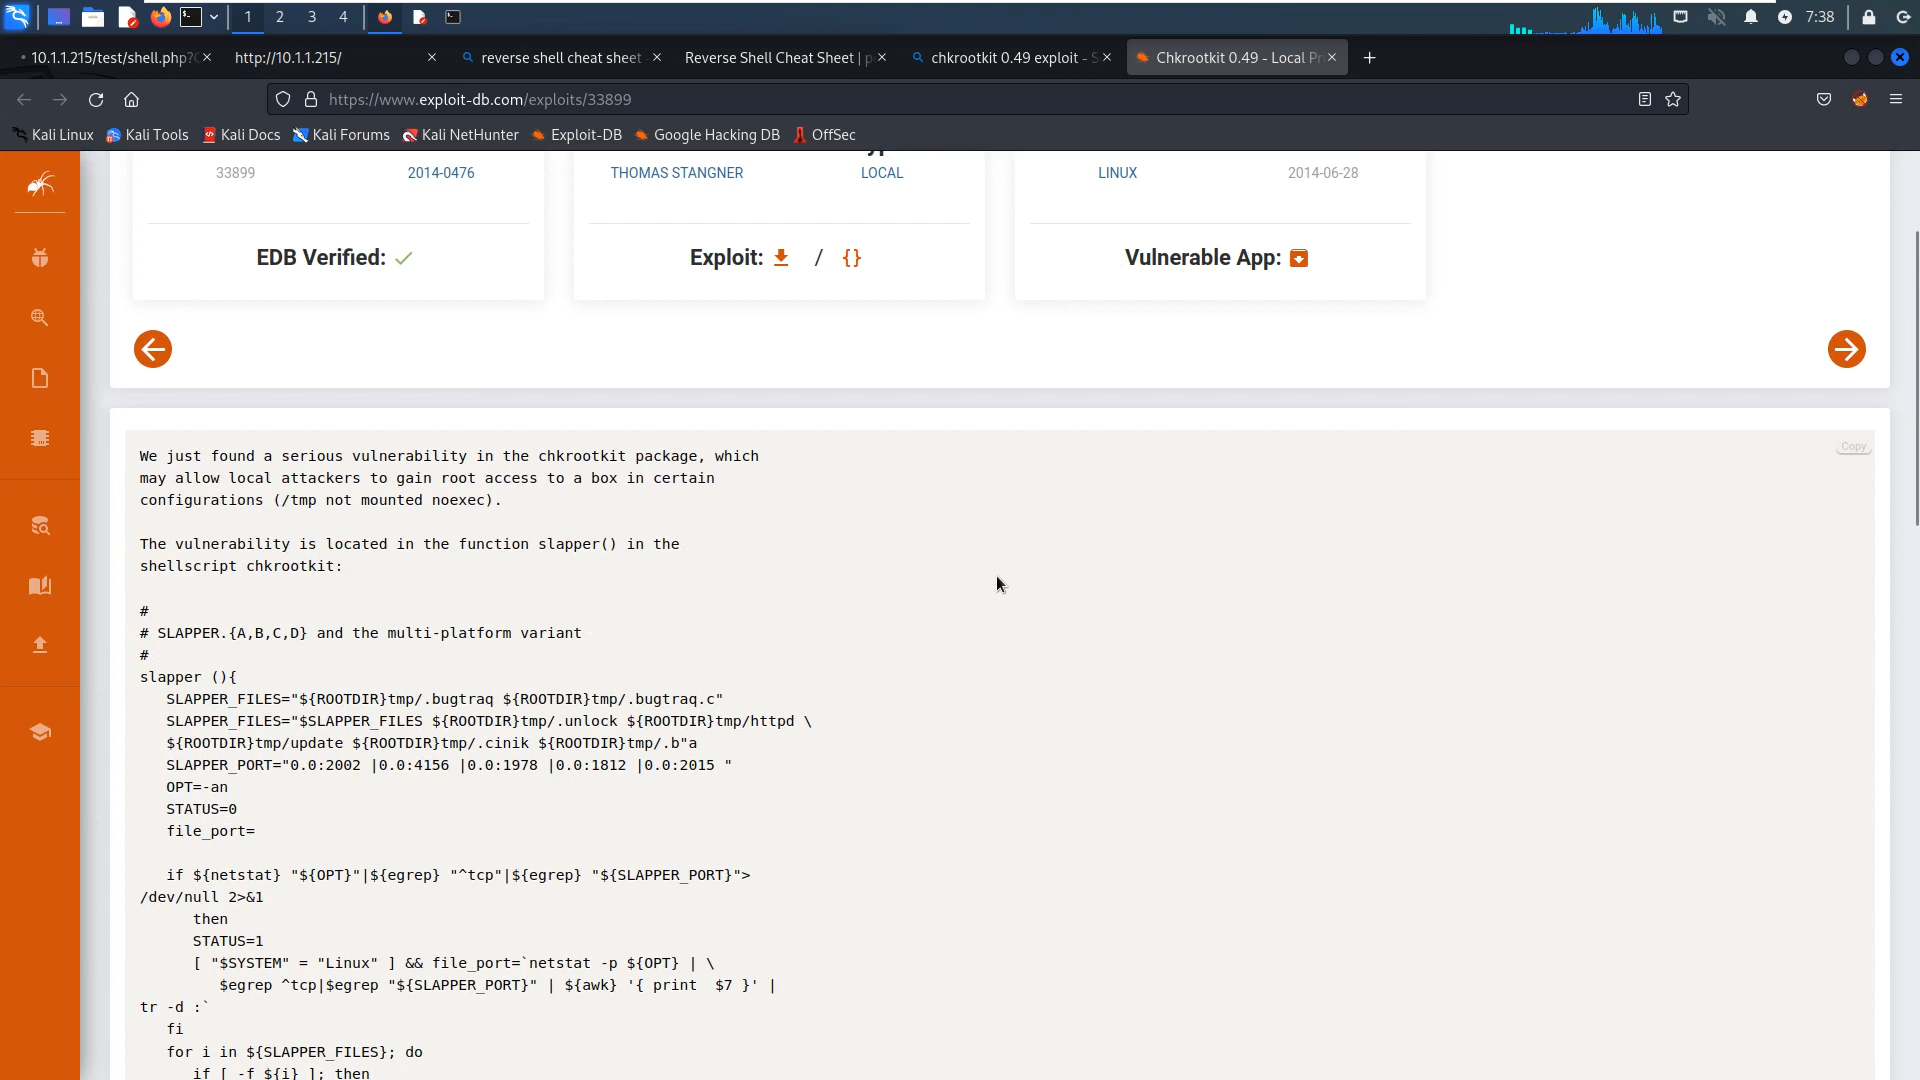 1 2 3 4 7:38
10.1.1.215/test/shell.php? http://10.1.1.215/ reverse shell cheat sheet Reverse Shell Cheat Sheet | chkrootkit 0.49 exploit - Chkrootkit 0.49 - Local
https://www.exploit-db.com/exploits/33899
Kali Linux Kali Tools Kali Docs Kali Forums Kali NetHunter Exploit-DB Google Hacking DB OffSec
33899 2014-0476 THOMAS STANGNER LOCAL LINUX 2014-06-28
EDB Verified: Exploit: / {} Vulnerable App:
Copy
We just found a serious vulnerability in the chkrootkit package, which
may allow local attackers to gain root access to a box in certain
configurations (/tmp not mounted noexec).
The vulnerability is located in the function slapper() in the
shellscript chkrootkit:
#
# SLAPPER.{A,B,C,D} and the multi-platform variant
#
slapper (){
SLAPPER_FILES="${ROOTDIR}tmp/.bugtraq ${ROOTDIR}tmp/.bugtraq.c"
SLAPPER_FILES="$SLAPPER_FILES ${ROOTDIR}tmp/.unlock ${ROOTDIR}tmp/httpd \
${ROOTDIR}tmp/update ${ROOTDIR}tmp/.cinik ${ROOTDIR}tmp/.b"a
SLAPPER_PORT="0.0:2002 |0.0:4156 |0.0:1978 |0.0:1812 |0.0:2015 "
OPT=-an
STATUS=0
file_port=
if ${netstat} "${OPT}"|${egrep} "^tcp"|${egrep} "${SLAPPER_PORT}">
/dev/null 2>&1
then
STATUS=1
[ "$SYSTEM" = "Linux" ] && file_port=`netstat -p ${OPT} | \
$egrep ^tcp|$egrep "${SLAPPER_PORT}" | ${awk} '{ print  $7 }' |
tr -d :`
fi
for i in ${SLAPPER_FILES}; do
if [ -f ${i} ]; then